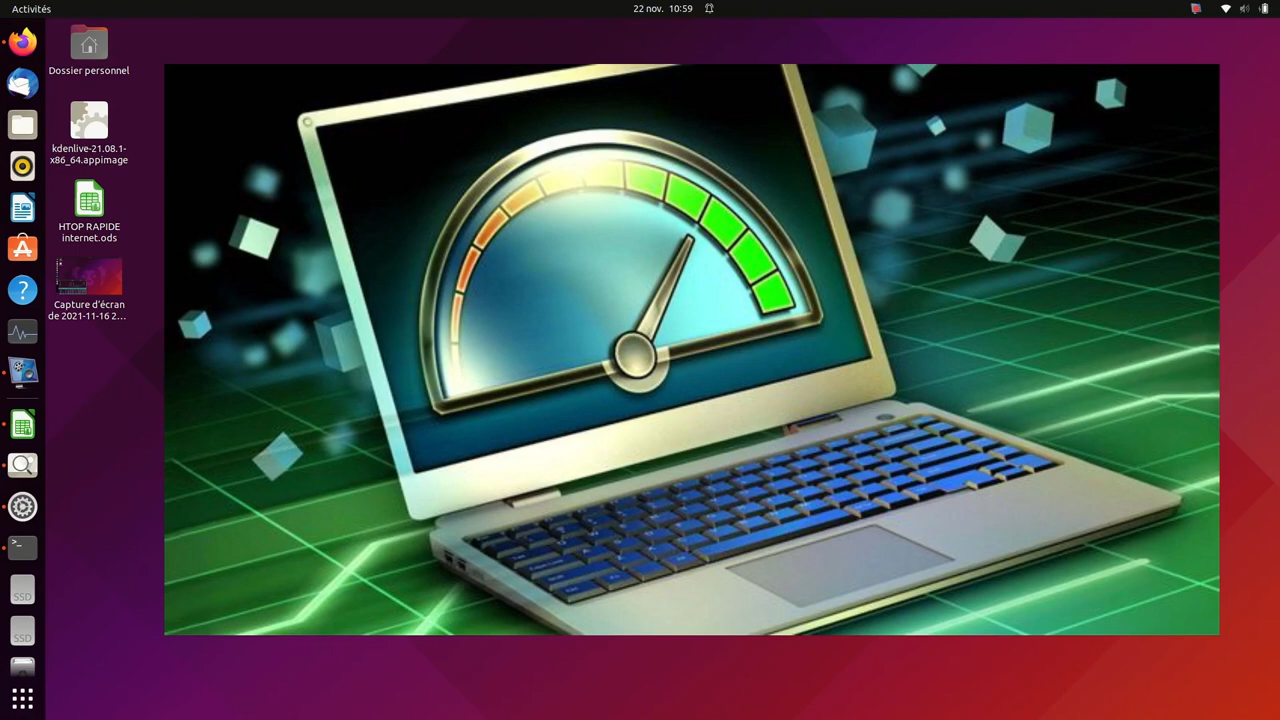 Activités
22 nov. 10:59
Dossier personnel
kdenlive-21.08.1-
x86_64.appimage
HTOP RAPIDE
internet.ods
Capture d'écran
de 2021-11-16 2…
?
>_
SSD
SSD